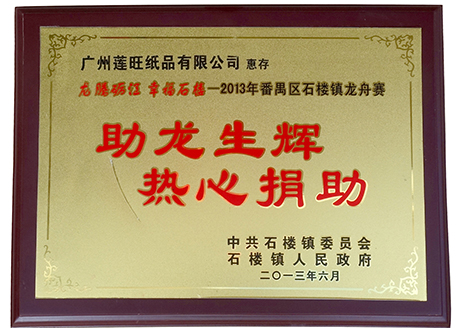 广州莲旺纸品有限公司 惠存
龙腾砺江 幸福石楼—2013年番禺区石楼镇龙舟赛
助龙生辉
热心捐助
中共石楼镇委员会
石楼镇人民政府
二〇一三年六月